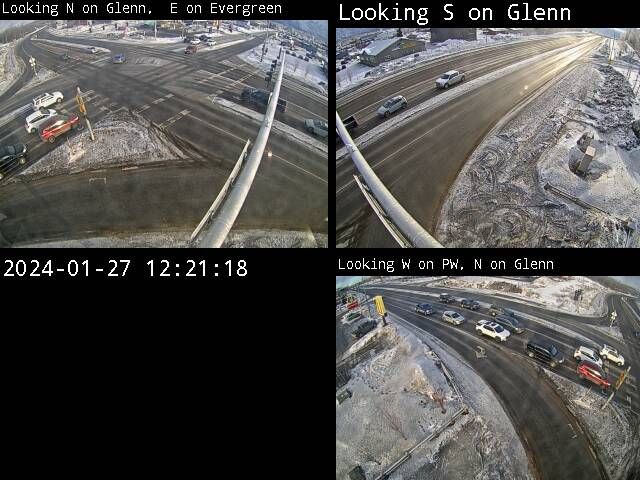 Looking N on Glenn,  E on Evergreen
Looking S on Glenn
2024-01-27 12:21:18
Looking W on PW, N on Glenn